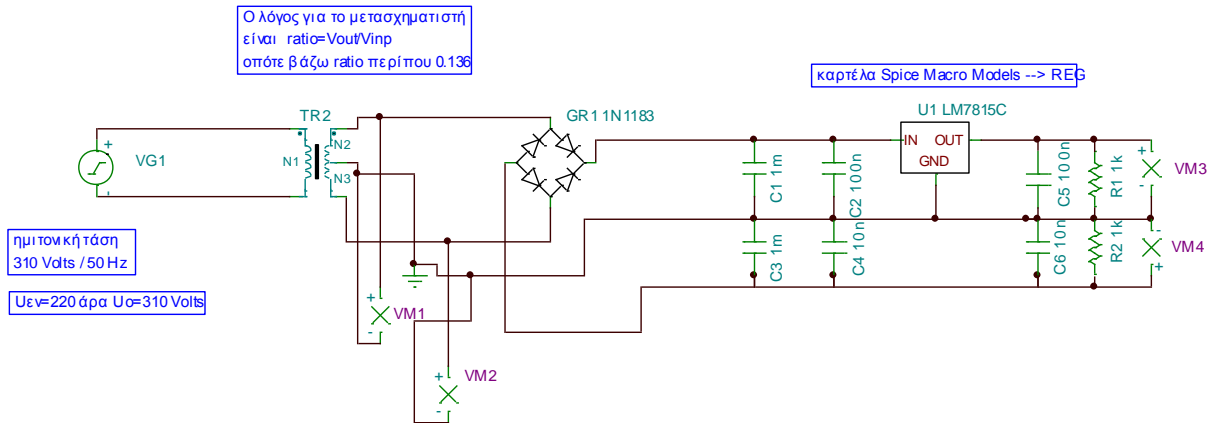 Ο λόγος για το μετασχηματιστή
είναι ratio=Vout/Vinp
οπότε βάζω ratio περίπου 0.136
καρτέλα Spice Macro Models --> REG
TR2
GR1 1N1183
U1 LM7815C
+
VG1
-
N1
N2
N3
IN
OUT
GND
C1 1m
C2 100n
C5 100n
R1 1k
+
-
VM3
C3 1m
C4 10n
C6 10n
R2 1k
-
+
VM4
ημιτονική τάση
310 Volts / 50 Hz
Uεν=220 άρα Uo=310 Volts
+
-
VM1
+
-
VM2